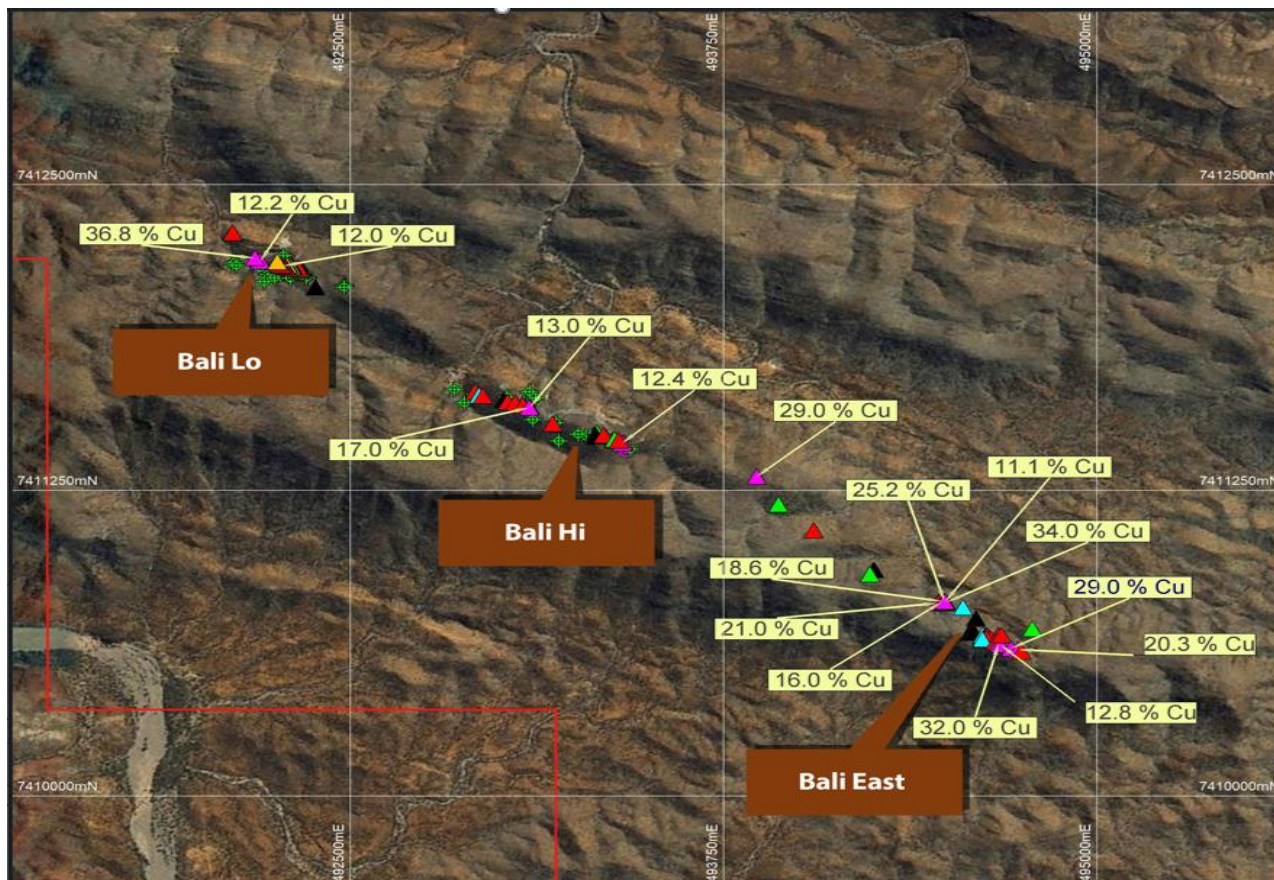 492500mE
493750mE
495000mE
7412500mN
7412500mN
12.2 % Cu
36.8 % Cu
12.0 % Cu
Bali Lo
13.0 % Cu
12.4 % Cu
17.0 % Cu
29.0 % Cu
11.1 % Cu
25.2 % Cu
7411250mN
7411250mN
Bali Hi
34.0 % Cu
18.6 % Cu
29.0 % Cu
21.0 % Cu
20.3 % Cu
16.0 % Cu
12.8 % Cu
32.0 % Cu
Bali East
7410000mN
7410000mN
492500mE
493750mE
495000mE